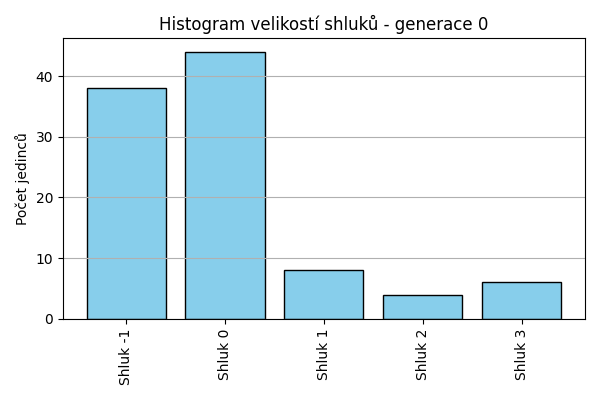 Histogram velikostí shluků - generace 0
Počet jedinců
40
30
20
10
0
Shluk -1
Shluk 0
Shluk 1
Shluk 2
Shluk 3